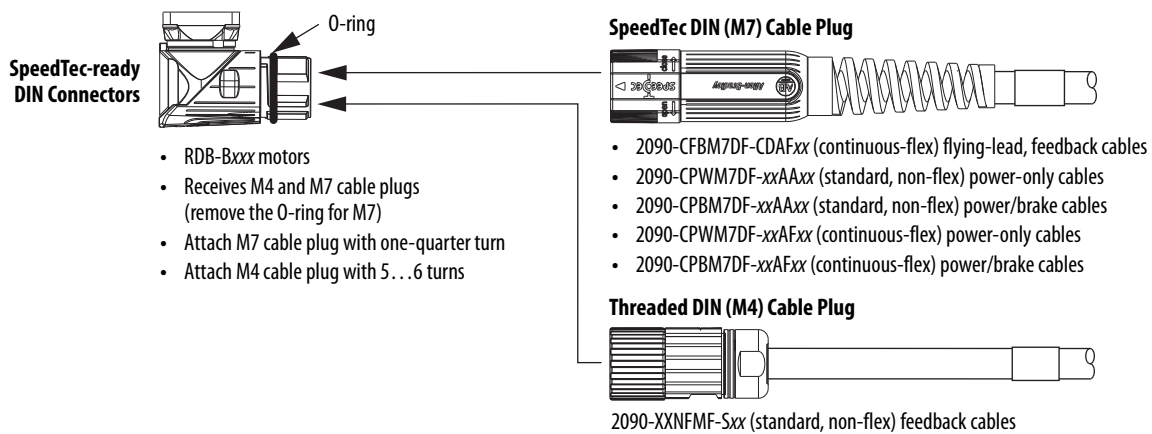 O-ring
SpeedTec-ready
DIN Connectors
• RDB-Bxxx motors
• Receives M4 and M7 cable plugs
(remove the O-ring for M7)
• Attach M7 cable plug with one-quarter turn
• Attach M4 cable plug with 5…6 turns
SpeedTec DIN (M7) Cable Plug
Allen-Bradley
• 2090-CFBM7DF-CDAFxx (continuous-flex) flying-lead, feedback cables
• 2090-CPWM7DF-xxAAxx (standard, non-flex) power-only cables
• 2090-CPBM7DF-xxAAxx (standard, non-flex) power/brake cables
• 2090-CPWM7DF-xxAFxx (continuous-flex) power-only cables
• 2090-CPBM7DF-xxAFxx (continuous-flex) power/brake cables
Threaded DIN (M4) Cable Plug
2090-XXNFMF-Sxx (standard, non-flex) feedback cables